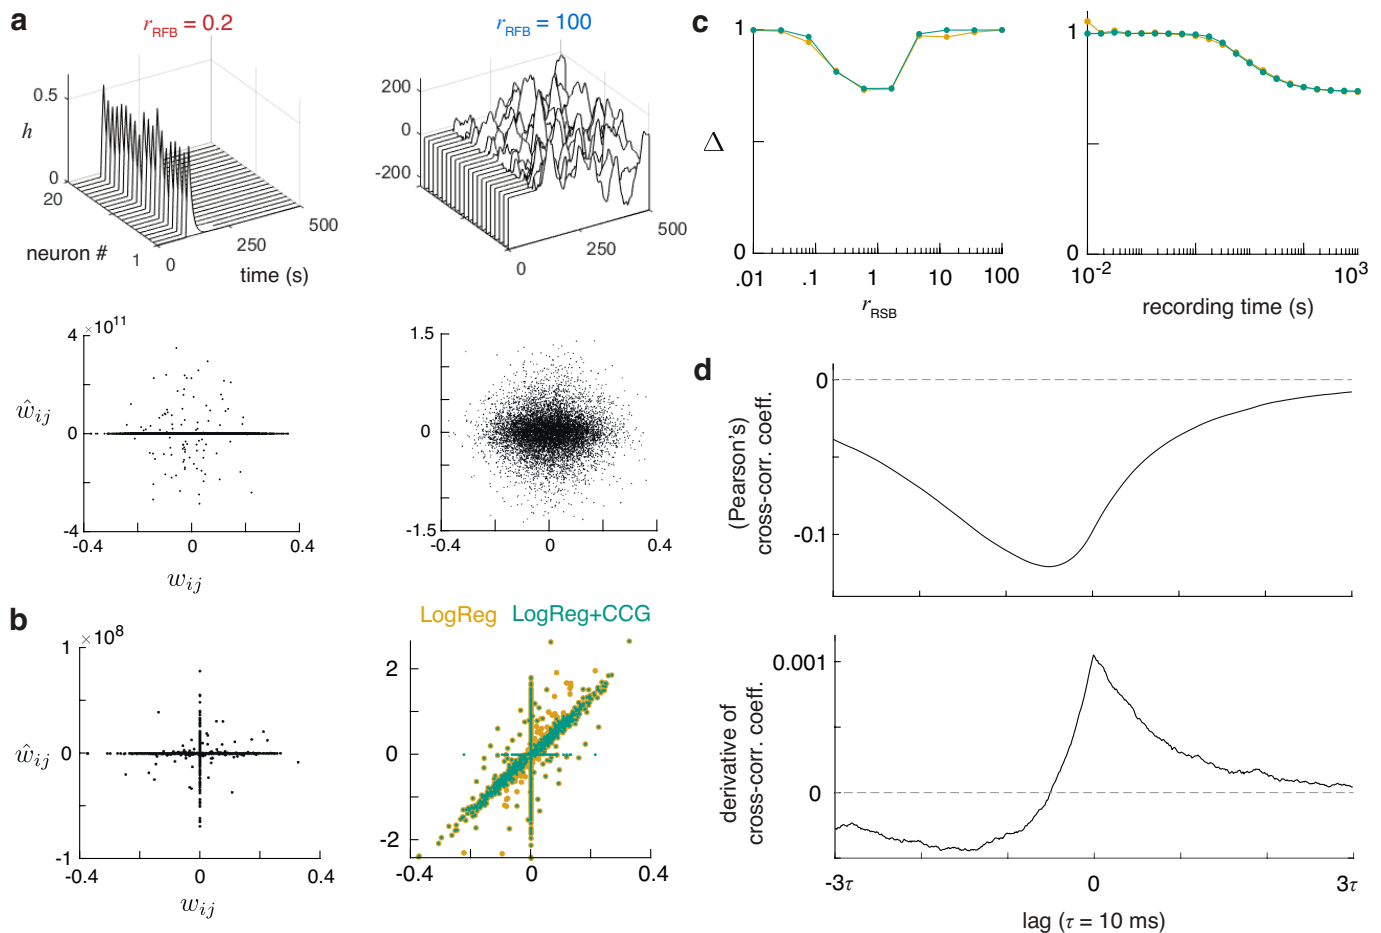 a
r_RFB = 0.2
r_RFB = 100
0.5
h
0
20
neuron #
1
0
250
500
time (s)
200
0
-200
0
250
500
4 ×10^11
ŵ_ij
0
-4
-0.4
0
0.4
w_ij
1.5
0
-1.5
-0.4
0
0.4
b
1 ×10^8
ŵ_ij
0
-1
-0.4
0
0.4
w_ij
LogReg
LogReg+CCG
2
0
-2
-0.4
0
0.4
c
1
Δ
0
.01
.1
1
10
100
r_RSB
1
0
10^-2
10^3
recording time (s)
d
0
-0.1
(Pearson's)
cross-corr. coeff.
0.001
0
derivative of
cross-corr. coeff.
-3τ
0
3τ
lag (τ = 10 ms)